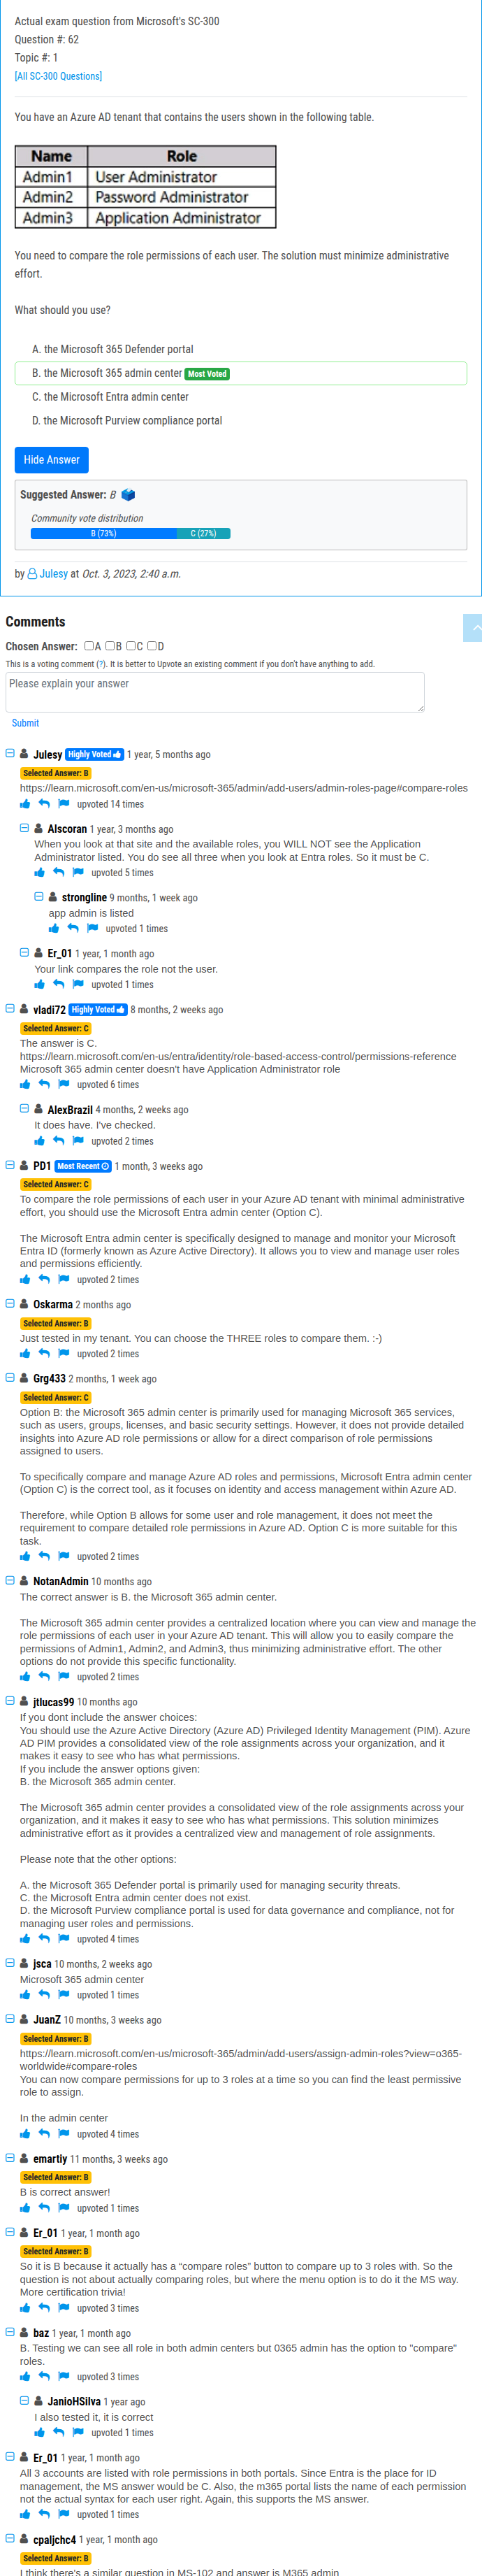 Actual exam question from Microsoft's SC-300
Question #: 62
Topic #: 1
[All SC-300 Questions]
You have an Azure AD tenant that contains the users shown in the following table.
Name Role
Admin1 User Administrator
Admin2 Password Administrator
Admin3 Application Administrator
You need to compare the role permissions of each user. The solution must minimize administrative
effort.
What should you use?
A. the Microsoft 365 Defender portal
B. the Microsoft 365 admin center Most Voted
C. the Microsoft Entra admin center
D. the Microsoft Purview compliance portal
Hide Answer
Suggested Answer: B
Community vote distribution
B (73%) C (27%)
by Julesy at Oct. 3, 2023, 2:40 a.m.
Comments
Chosen Answer: A B C D
This is a voting comment (?). It is better to Upvote an existing comment if you don't have anything to add.
Please explain your answer
Submit
Julesy Highly Voted 1 year, 5 months ago
Selected Answer: B
https://learn.microsoft.com/en-us/microsoft-365/admin/add-users/admin-roles-page#compare-roles
upvoted 14 times
Alscoran 1 year, 3 months ago
When you look at that site and the available roles, you WILL NOT see the Application
Administrator listed. You do see all three when you look at Entra roles. So it must be C.
upvoted 5 times
strongline 9 months, 1 week ago
app admin is listed
upvoted 1 times
Er_01 1 year, 1 month ago
Your link compares the role not the user.
upvoted 1 times
vladi72 Highly Voted 8 months, 2 weeks ago
Selected Answer: C
The answer is C.
https://learn.microsoft.com/en-us/entra/identity/role-based-access-control/permissions-reference
Microsoft 365 admin center doesn't have Application Administrator role
upvoted 6 times
AlexBrazil 4 months, 2 weeks ago
It does have. I've checked.
upvoted 2 times
PD1 Most Recent 1 month, 3 weeks ago
Selected Answer: C
To compare the role permissions of each user in your Azure AD tenant with minimal administrative
effort, you should use the Microsoft Entra admin center (Option C).
The Microsoft Entra admin center is specifically designed to manage and monitor your Microsoft
Entra ID (formerly known as Azure Active Directory). It allows you to view and manage user roles
and permissions efficiently.
upvoted 2 times
Oskarma 2 months ago
Selected Answer: B
Just tested in my tenant. You can choose the THREE roles to compare them. :-)
upvoted 2 times
Grg433 2 months, 1 week ago
Selected Answer: C
Option B: the Microsoft 365 admin center is primarily used for managing Microsoft 365 services,
such as users, groups, licenses, and basic security settings. However, it does not provide detailed
insights into Azure AD role permissions or allow for a direct comparison of role permissions
assigned to users.
To specifically compare and manage Azure AD roles and permissions, Microsoft Entra admin center
(Option C) is the correct tool, as it focuses on identity and access management within Azure AD.
Therefore, while Option B allows for some user and role management, it does not meet the
requirement to compare detailed role permissions in Azure AD. Option C is more suitable for this
task.
upvoted 2 times
NotanAdmin 10 months ago
The correct answer is B. the Microsoft 365 admin center.
The Microsoft 365 admin center provides a centralized location where you can view and manage the
role permissions of each user in your Azure AD tenant. This will allow you to easily compare the
permissions of Admin1, Admin2, and Admin3, thus minimizing administrative effort. The other
options do not provide this specific functionality.
upvoted 2 times
jtlucas99 10 months ago
If you dont include the answer choices:
You should use the Azure Active Directory (Azure AD) Privileged Identity Management (PIM). Azure
AD PIM provides a consolidated view of the role assignments across your organization, and it
makes it easy to see who has what permissions.
If you include the answer options given:
B. the Microsoft 365 admin center.
The Microsoft 365 admin center provides a consolidated view of the role assignments across your
organization, and it makes it easy to see who has what permissions. This solution minimizes
administrative effort as it provides a centralized view and management of role assignments.
Please note that the other options:
A. the Microsoft 365 Defender portal is primarily used for managing security threats.
C. the Microsoft Entra admin center does not exist.
D. the Microsoft Purview compliance portal is used for data governance and compliance, not for
managing user roles and permissions.
upvoted 4 times
jsca 10 months, 2 weeks ago
Microsoft 365 admin center
upvoted 1 times
JuanZ 10 months, 3 weeks ago
Selected Answer: B
https://learn.microsoft.com/en-us/microsoft-365/admin/add-users/assign-admin-roles?view=o365-
worldwide#compare-roles
You can now compare permissions for up to 3 roles at a time so you can find the least permissive
role to assign.
In the admin center
upvoted 4 times
emartiy 11 months, 3 weeks ago
Selected Answer: B
B is correct answer!
upvoted 1 times
Er_01 1 year, 1 month ago
Selected Answer: B
So it is B because it actually has a “compare roles” button to compare up to 3 roles with. So the
question is not about actually comparing roles, but where the menu option is to do it the MS way.
More certification trivia!
upvoted 3 times
baz 1 year, 1 month ago
B. Testing we can see all role in both admin centers but 0365 admin has the option to "compare"
roles.
upvoted 3 times
JanioHSilva 1 year ago
I also tested it, it is correct
upvoted 1 times
Er_01 1 year, 1 month ago
All 3 accounts are listed with role permissions in both portals. Since Entra is the place for ID
management, the MS answer would be C. Also, the m365 portal lists the name of each permission
not the actual syntax for each user right. Again, this supports the MS answer.
upvoted 1 times
cpaljchc4 1 year, 1 month ago
Selected Answer: B
I think there's a similar question in MS-102 and answer is M365 admin